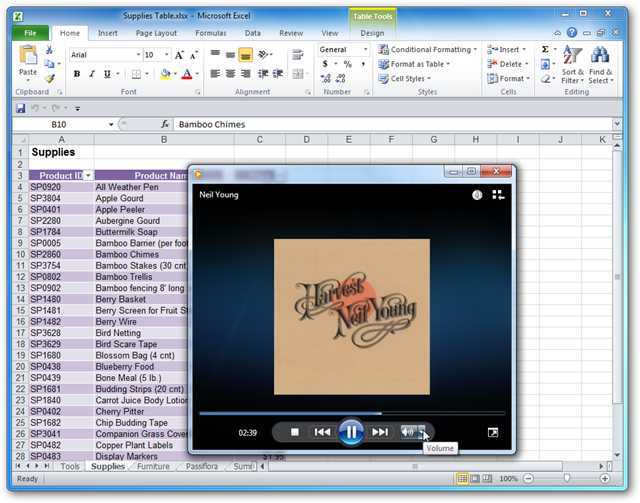 Supplies Table.xlsx - Microsoft Excel
Table Tools
File Home Insert Page Layout Formulas Data Review View Design
Paste
Arial 10
General
Conditional Formatting
Format as Table
Cell Styles
Insert
Delete
Format
Sort & Filter
Find & Select
Clipboard Font Alignment Number Styles Cells Editing
B10 fx Bamboo Chimes
A B C D E F G H I J K
1 Supplies
2
3 Product ID Product Nam
4 SP0920 All Weather Pen
5 SP3804 Apple Gourd
6 SP0401 Apple Peeler
7 SP2280 Aubergine Gourd
8 SP1784 Buttermilk Soap
9 SP0005 Bamboo Barrier (per foot
10 SP2860 Bamboo Chimes
11 SP3754 Bamboo Stakes (30 cnt)
12 SP0802 Bamboo Trellis
13 SP0902 Bamboo fencing 8' long
14 SP1480 Berry Basket
15 SP1481 Berry Screen for Fruit St
16 SP1482 Berry Wire
17 SP3628 Bird Netting
18 SP3629 Bird Scare Tape
19 SP1680 Blossom Bag (4 cnt)
20 SP0438 Blueberry Food
21 SP0439 Bone Meal (5 lb.)
22 SP1681 Budding Strips (20 cnt)
23 SP1840 Carrot Juice Body Lotion
24 SP0402 Cherry Pitter
25 SP1682 Chip Budding Tape
26 SP3041 Companion Grass Cover
27 SP0482 Copper Plant Labels
28 SP0483 Display Markers
Neil Young
Harvest
Neil Young
02:39
Volume
Tools Supplies Furniture Passiflora
Ready 100%